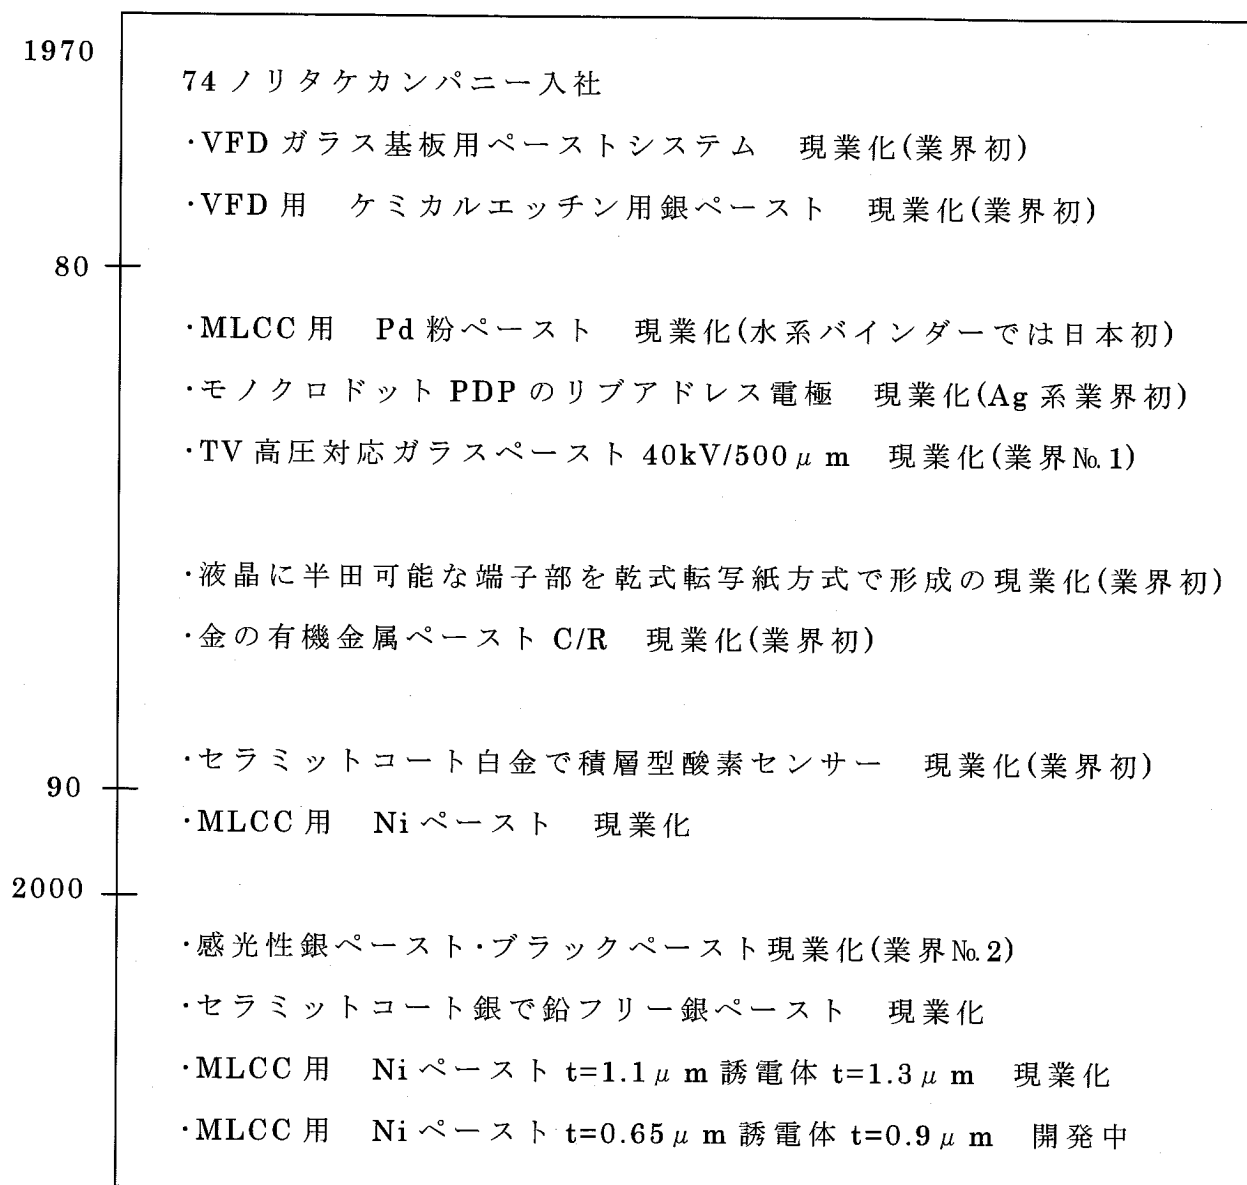 1970
74 ノリタケカンパニー入社
・VFD ガラス基板用ペーストシステム 現業化(業界初)
・VFD 用 ケミカルエッチン用銀ペースト 現業化(業界初)
80
・MLCC 用 Pd 粉ペースト 現業化(水系バインダーでは日本初)
・モノクロドット PDP のリブアドレス電極 現業化(Ag 系業界初)
・TV 高圧対応ガラスペースト 40kV/500μm 現業化(業界№1)
・液晶に半田可能な端子部を乾式転写紙方式で形成の現業化(業界初)
・金の有機金属ペースト C/R 現業化(業界初)
・セラミットコート白金で積層型酸素センサー 現業化(業界初)
90
・MLCC 用 Ni ペースト 現業化
2000
・感光性銀ペースト・ブラックペースト現業化(業界№2)
・セラミットコート銀で鉛フリー銀ペースト 現業化
・MLCC 用 Ni ペースト t=1.1μm 誘電体 t=1.3μm 現業化
・MLCC 用 Ni ペースト t=0.65μm 誘電体 t=0.9μm 開発中